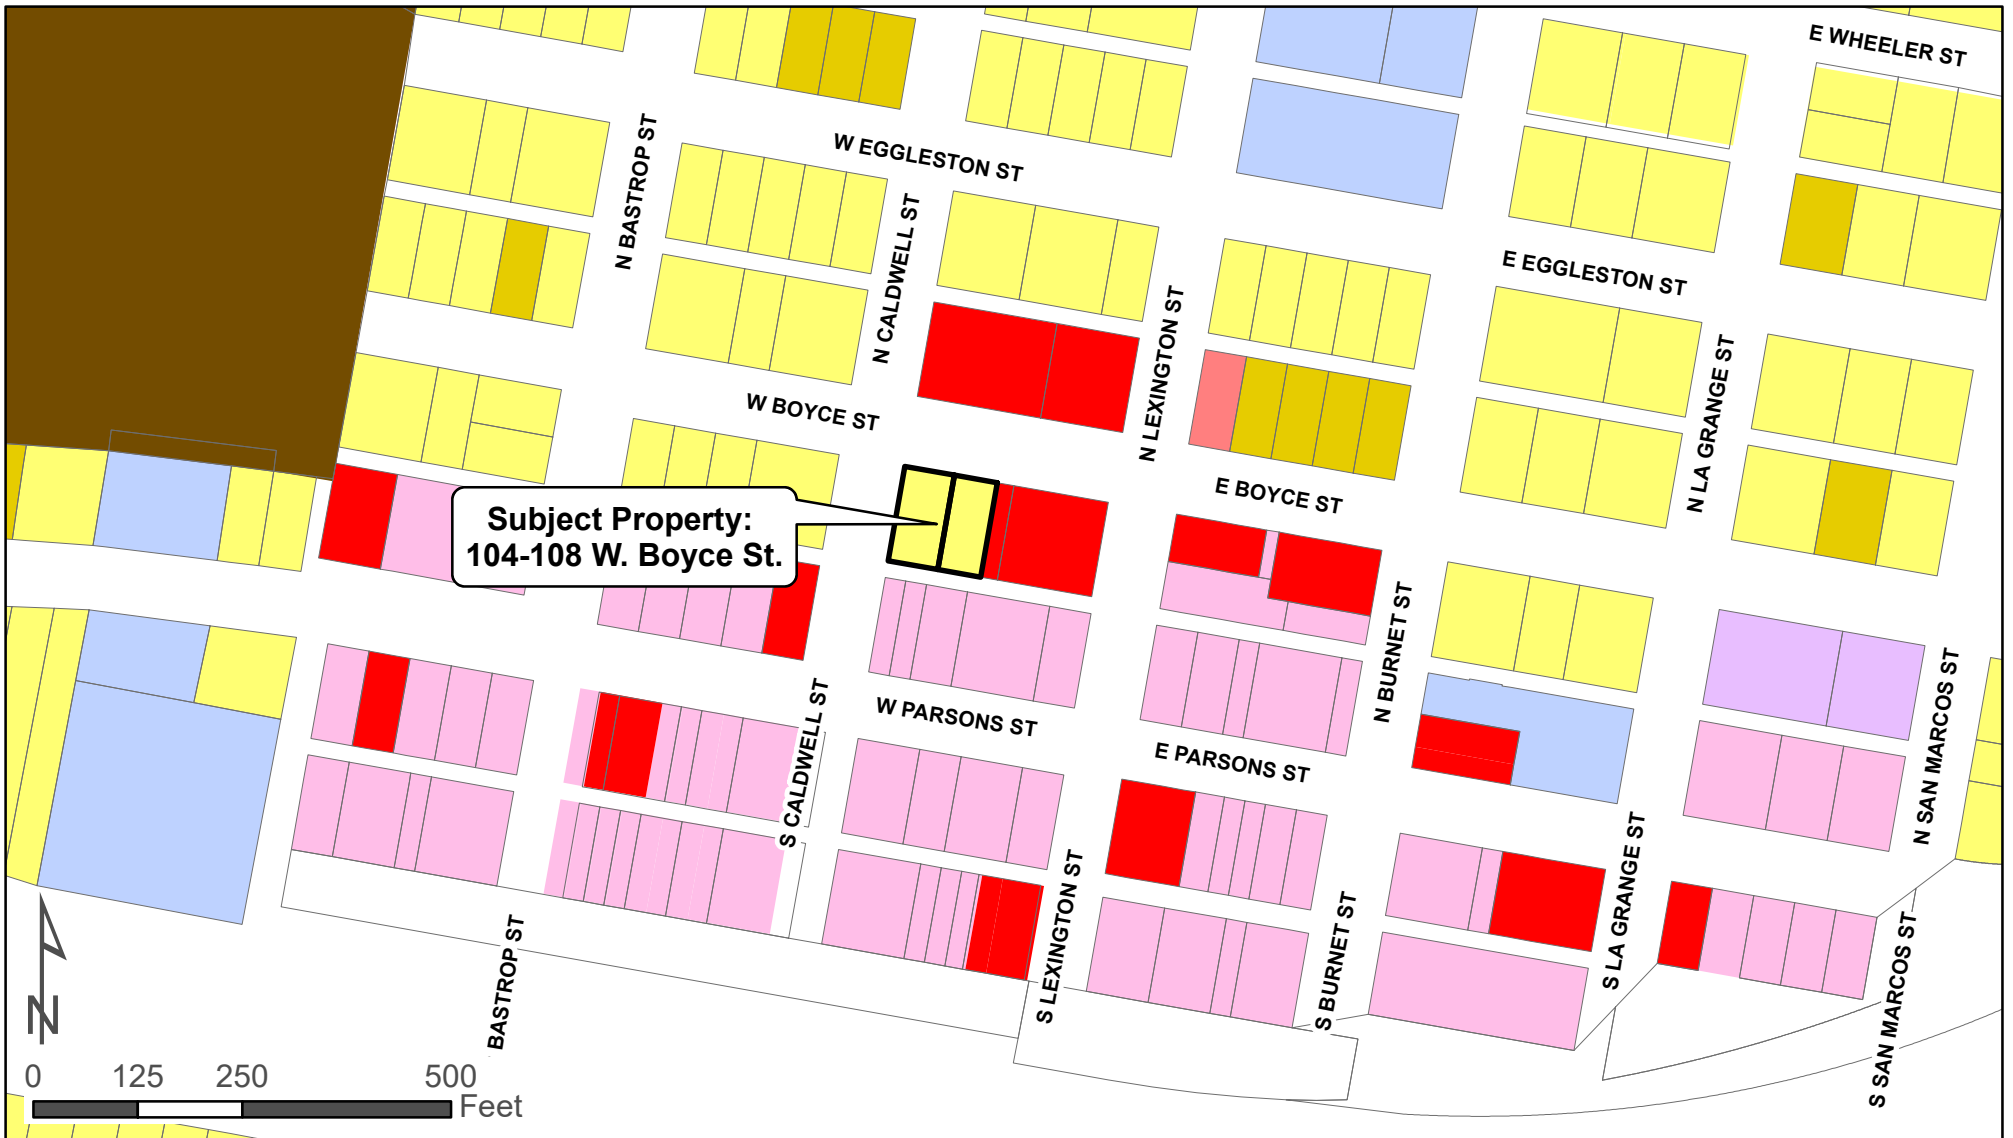 E WHEELER ST
W EGGLESTON ST
N BASTROP ST
N CALDWELL ST
E EGGLESTON ST
N LEXINGTON ST
N LA GRANGE ST
W BOYCE ST
E BOYCE ST
Subject Property:
104-108 W. Boyce St.
N BURNET ST
W PARSONS ST
E PARSONS ST
S CALDWELL ST
N SAN MARCOS ST
S LEXINGTON ST
S BURNET ST
S LA GRANGE ST
S SAN MARCOS ST
BASTROP ST
N
0 125 250 500
Feet